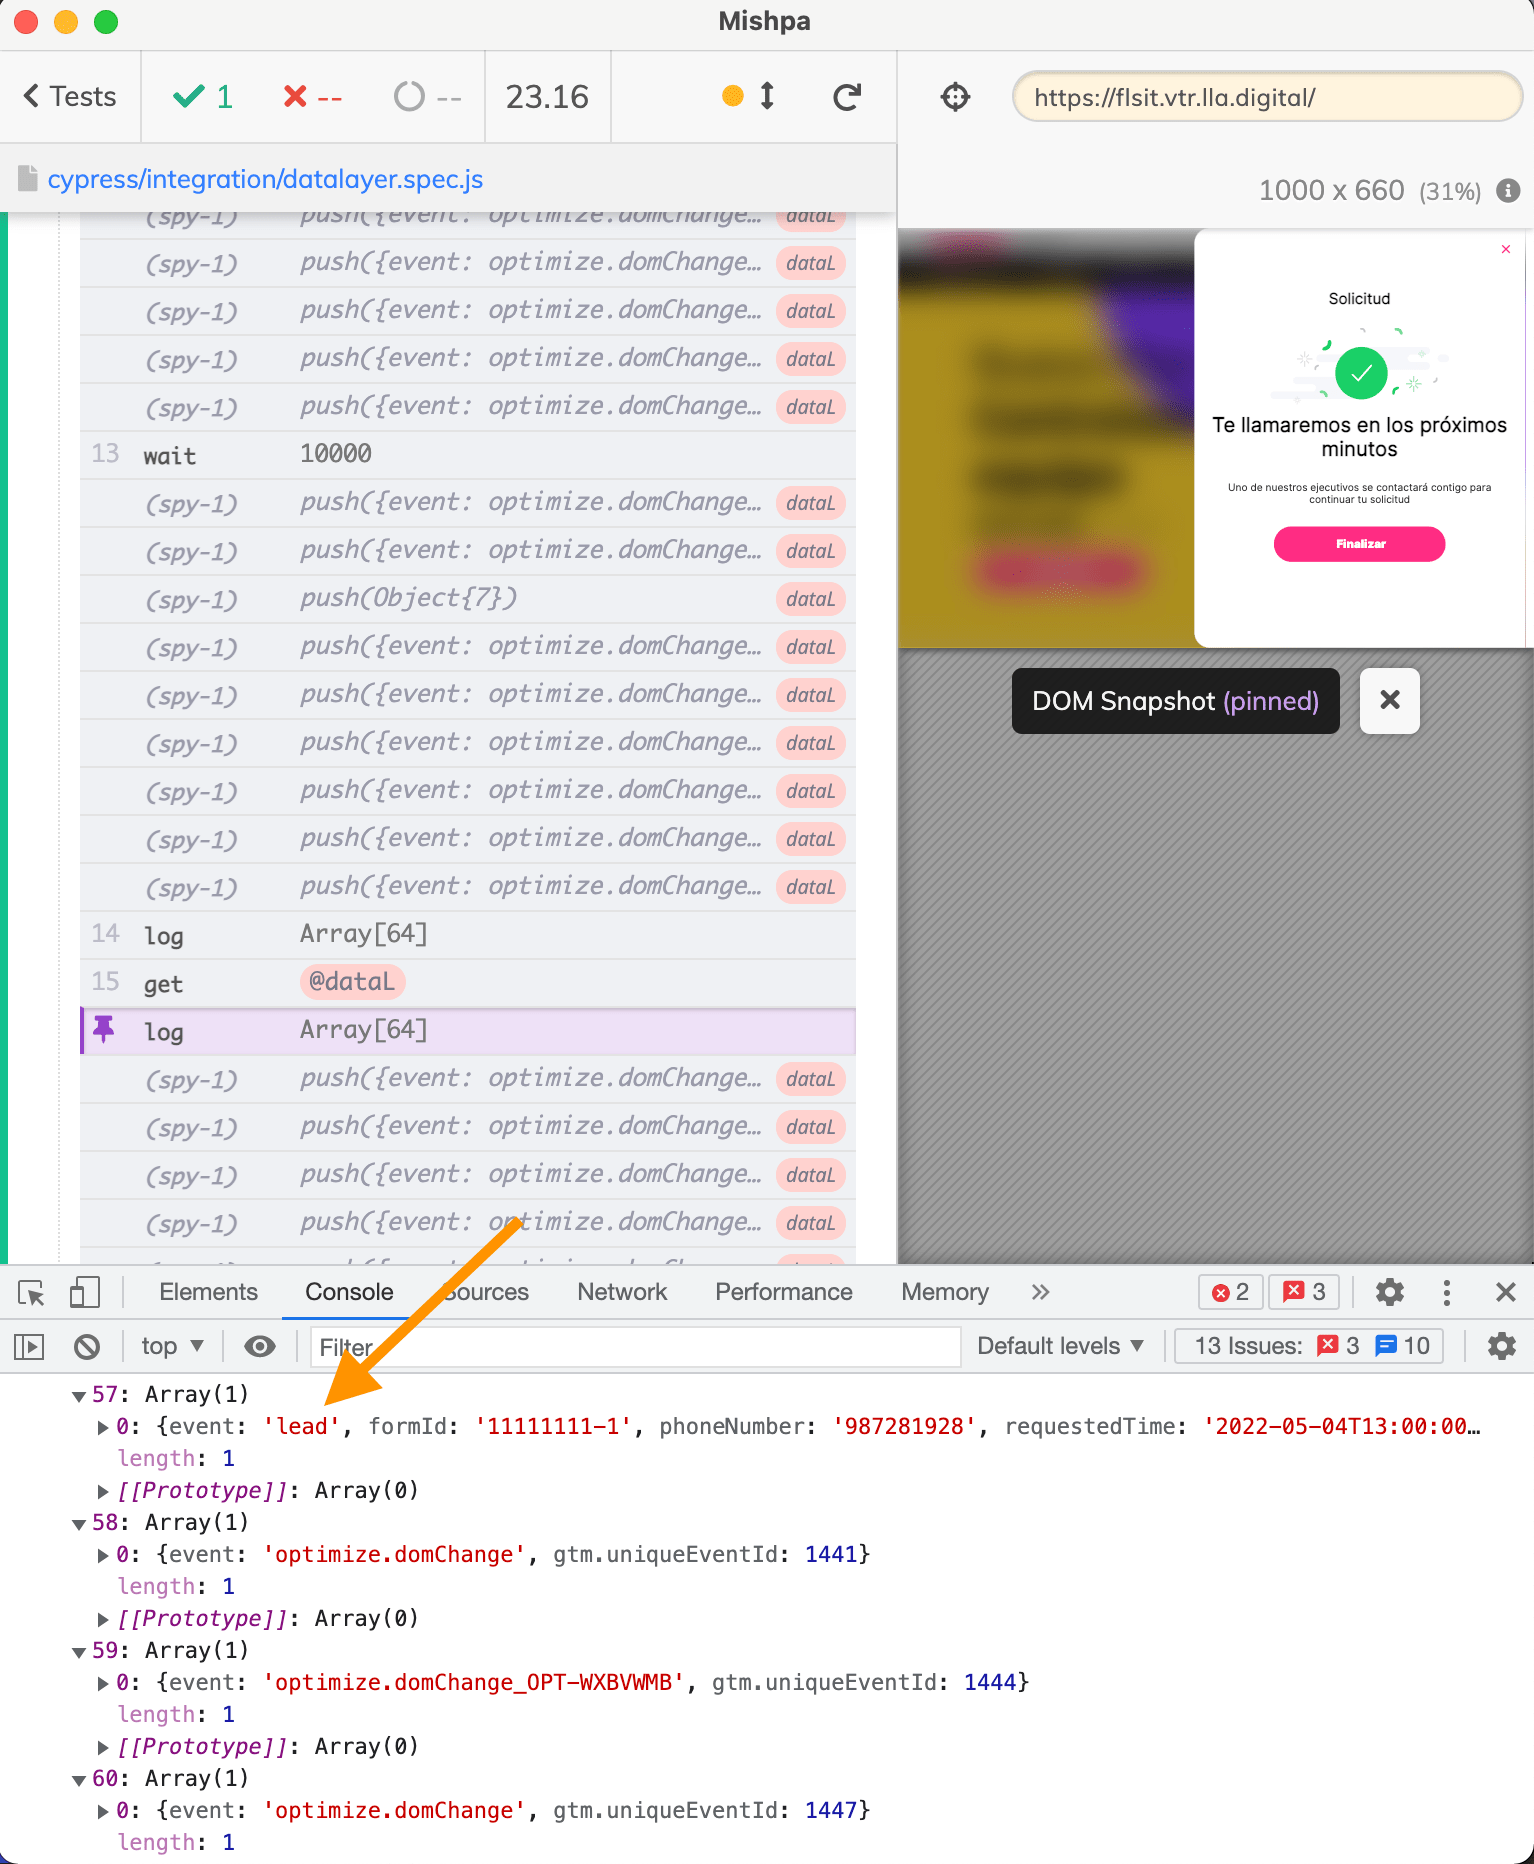 Mishpa
Tests
1
--
--
23.16
https://flsit.vtr.lla.digital/
cypress/integration/datalayer.spec.js
1000 x 660 (31%)
(spy-1) push({event: optimize.domChange… dataL
(spy-1) push({event: optimize.domChange… dataL
(spy-1) push({event: optimize.domChange… dataL
(spy-1) push({event: optimize.domChange… dataL
(spy-1) push({event: optimize.domChange… dataL
13 wait 10000
(spy-1) push({event: optimize.domChange… dataL
(spy-1) push({event: optimize.domChange… dataL
(spy-1) push(Object{7}) dataL
(spy-1) push({event: optimize.domChange… dataL
(spy-1) push({event: optimize.domChange… dataL
(spy-1) push({event: optimize.domChange… dataL
(spy-1) push({event: optimize.domChange… dataL
(spy-1) push({event: optimize.domChange… dataL
(spy-1) push({event: optimize.domChange… dataL
14 log Array[64]
15 get @dataL
log Array[64]
(spy-1) push({event: optimize.domChange… dataL
(spy-1) push({event: optimize.domChange… dataL
(spy-1) push({event: optimize.domChange… dataL
(spy-1) push({event: optimize.domChange… dataL
Solicitud
Te llamaremos en los próximos
minutos
Uno de nuestros ejecutivos se contactará contigo para
continuar tu solicitud
Finalizar
DOM Snapshot (pinned)
Elements Console Sources Network Performance Memory 2 3
top Filter Default levels 13 Issues: 3 10
57: Array(1)
0: {event: 'lead', formId: '11111111-1', phoneNumber: '987281928', requestedTime: '2022-05-04T13:00:00…
length: 1
[[Prototype]]: Array(0)
58: Array(1)
0: {event: 'optimize.domChange', gtm.uniqueEventId: 1441}
length: 1
[[Prototype]]: Array(0)
59: Array(1)
0: {event: 'optimize.domChange_OPT-WXBVWMB', gtm.uniqueEventId: 1444}
length: 1
[[Prototype]]: Array(0)
60: Array(1)
0: {event: 'optimize.domChange', gtm.uniqueEventId: 1447}
length: 1